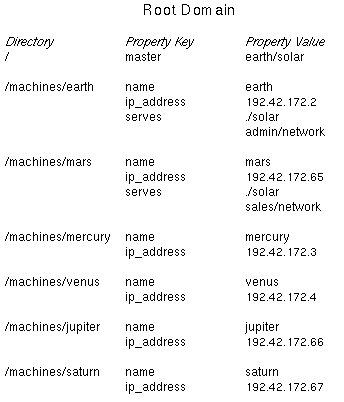 Root Domain
Directory Property Key Property Value
/ master earth/solar
/machines/earth name earth
ip_address 192.42.172.2
serves ./solar
admin/network
/machines/mars name mars
ip_address 192.42.172.65
serves ./solar
sales/network
/machines/mercury name mercury
ip_address 192.42.172.3
/machines/venus name venus
ip_address 192.42.172.4
/machines/jupiter name jupiter
ip_address 192.42.172.66
/machines/saturn name saturn
ip_address 192.42.172.67